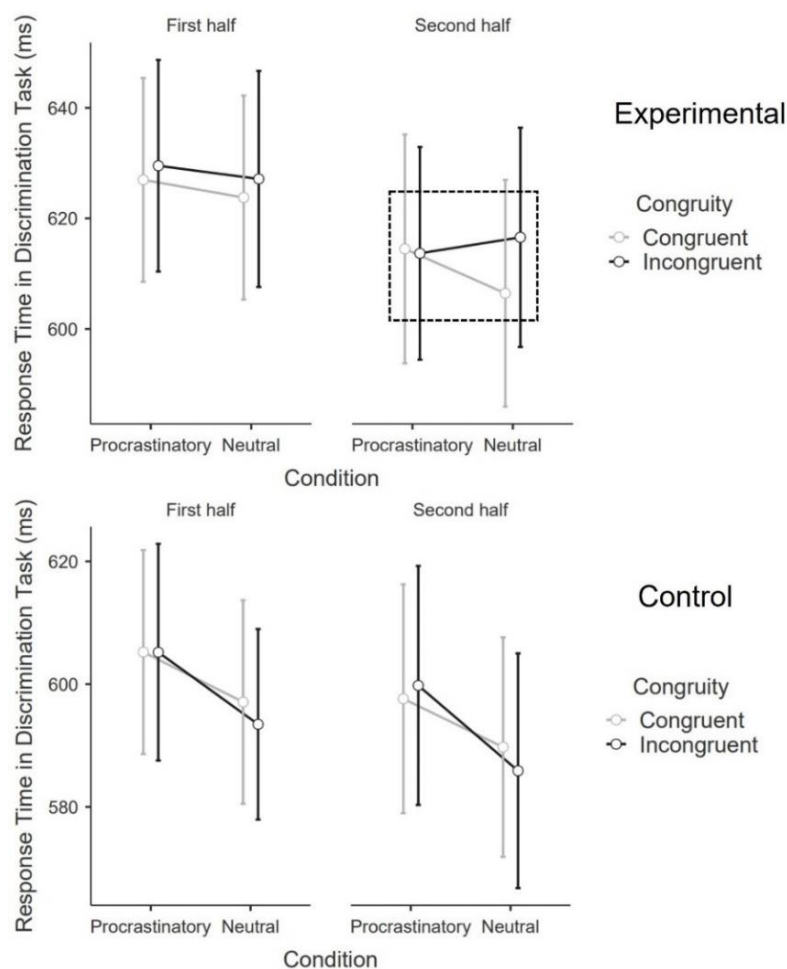 First half
Second half
Response Time in Discrimination Task (ms)
640
620
600
Procrastinatory
Neutral
Procrastinatory
Neutral
Condition
Experimental
Congruity
Congruent
Incongruent
First half
Second half
Response Time in Discrimination Task (ms)
620
600
580
Procrastinatory
Neutral
Procrastinatory
Neutral
Condition
Control
Congruity
Congruent
Incongruent